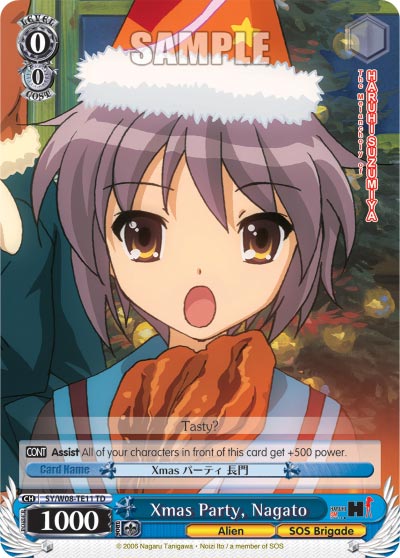 LEVEL
0
0
COST
SAMPLE
The Melancholy of
HARUHI SUZUMIYA
Tasty?
CONT Assist All of your characters in front of this card get +500 power.
Card Name
Xmas パーティ 長門
CH SY/W08-TE11 TD
1000
Xmas Party, Nagato
Alien
SOS Brigade
© 2006 Nagaru Tanigawa • Noizi Ito / a member of SOS